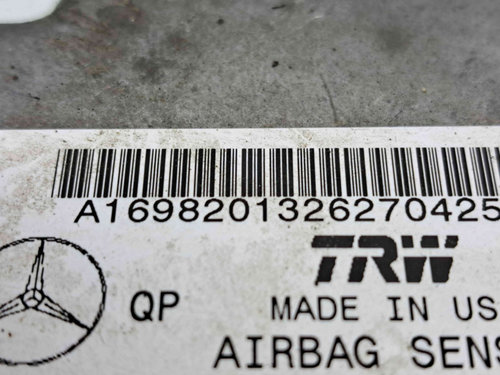 A1698201326270425
TRW
QP MADE IN US
AIRBAG SENS